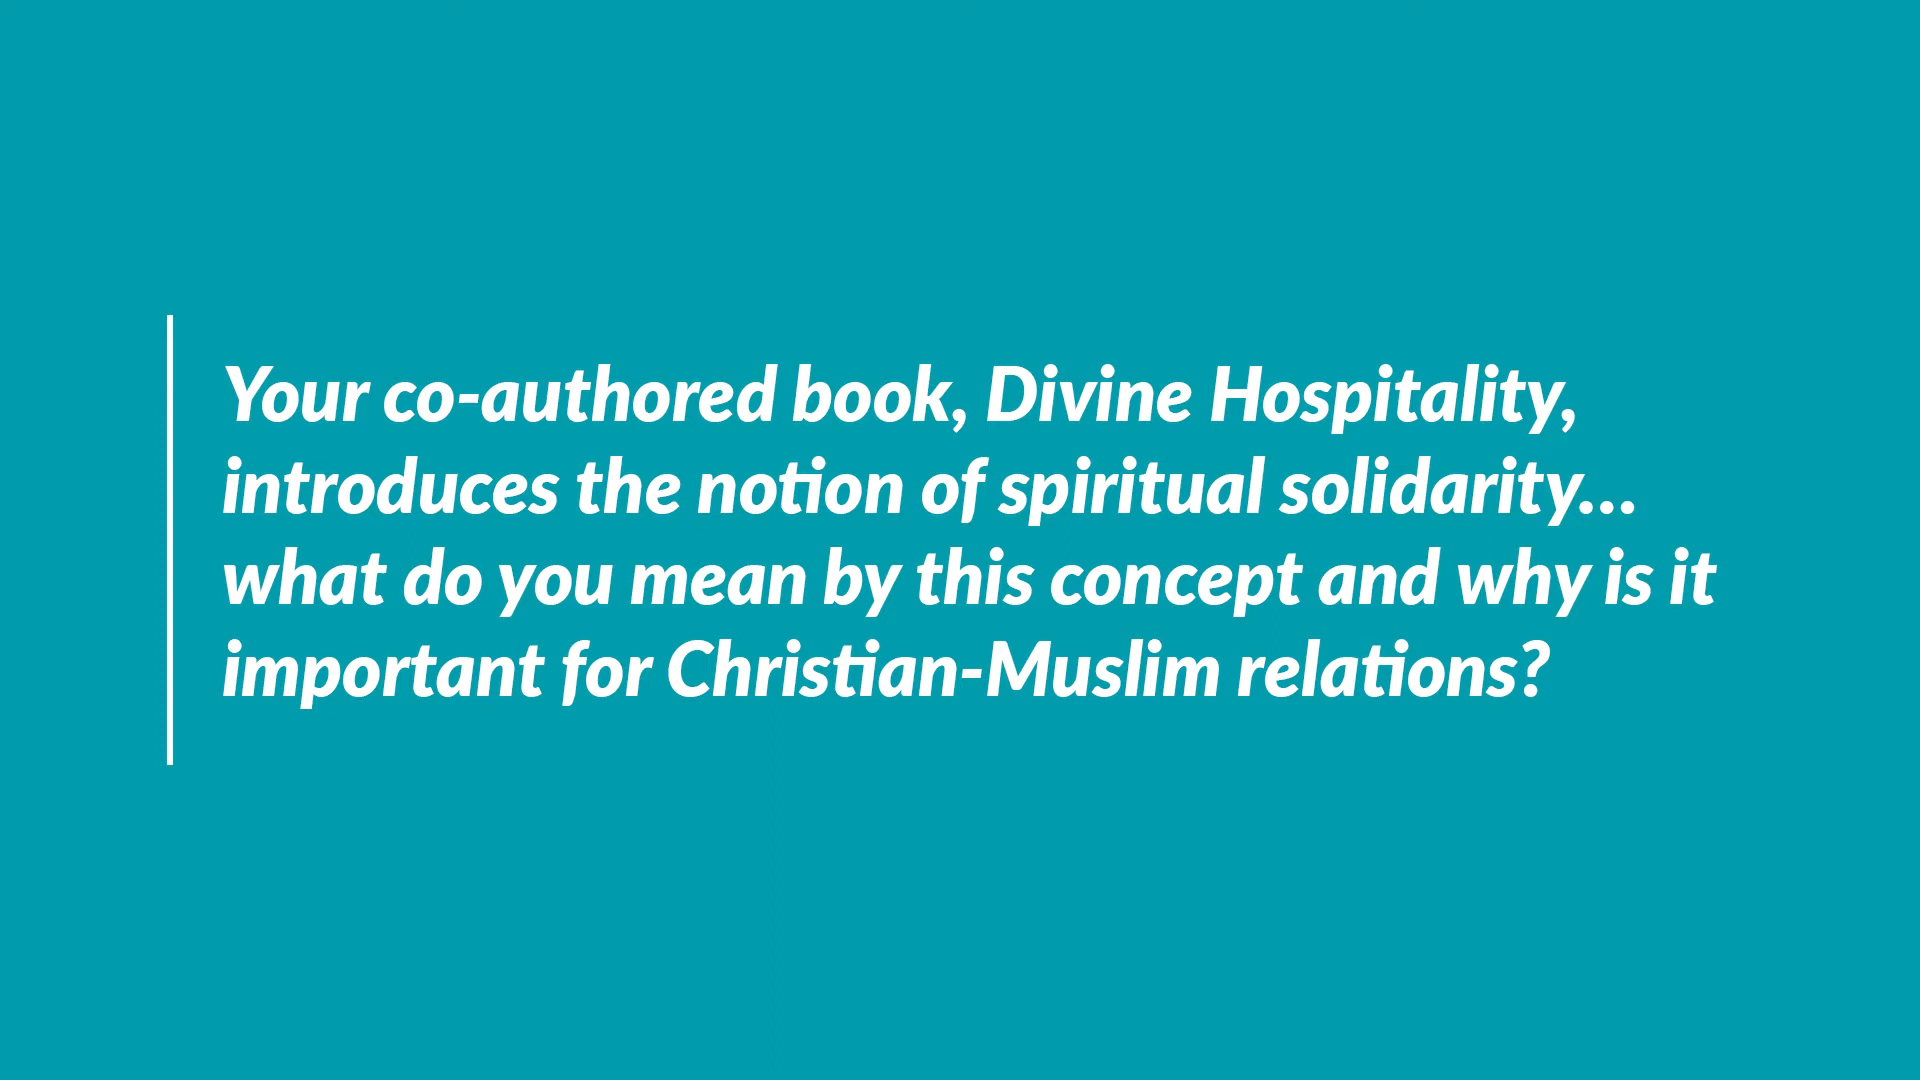 Your co-authored book, Divine Hospitality,
introduces the notion of spiritual solidarity...
what do you mean by this concept and why is it
important for Christian-Muslim relations?